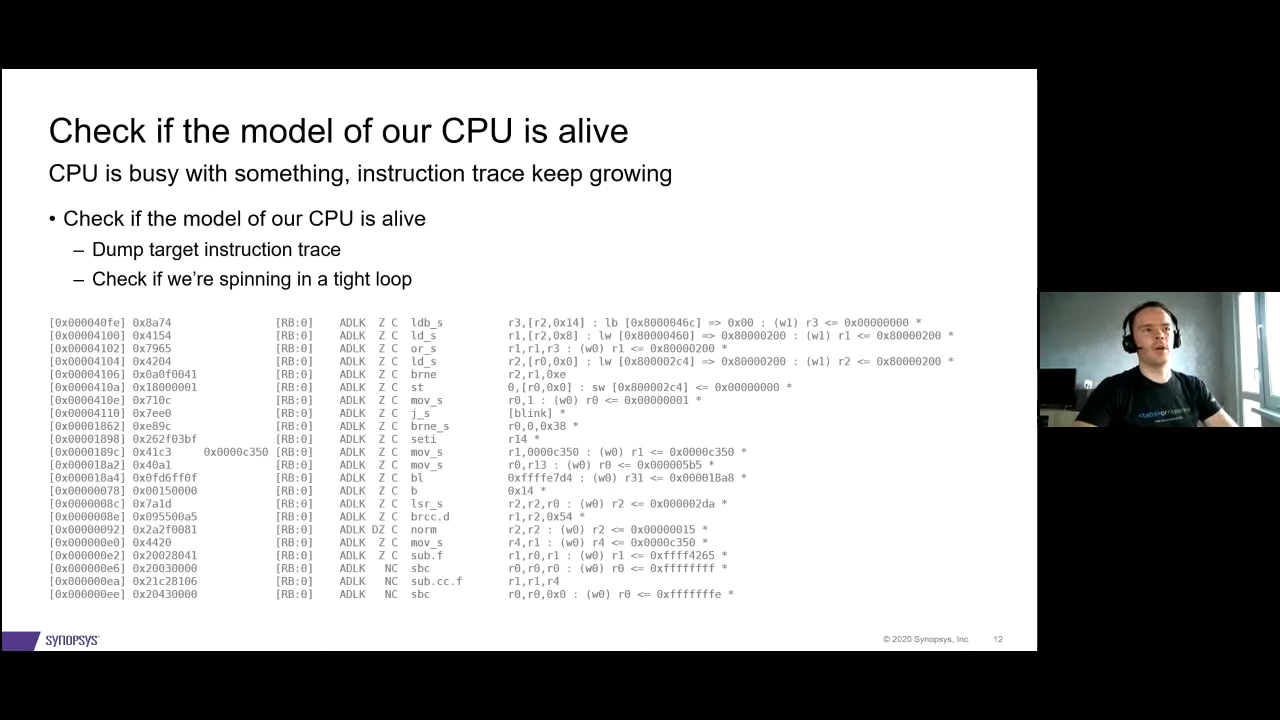 Check if the model of our CPU is alive
CPU is busy with something, instruction trace keep growing
• Check if the model of our CPU is alive
– Dump target instruction trace
– Check if we're spinning in a tight loop
[0x000040fe] 0x8a74 [RB:0] ADLK Z C ldb_s r3,[r2,0x14] : lb [0x8000046c] => 0x00 : (w1) r3 <= 0x00000000 *
[0x00004100] 0x4154 [RB:0] ADLK Z C ld_s r1,[r2,0x8] : lw [0x80000460] => 0x80000200 : (w1) r1 <= 0x80000200 *
[0x00004102] 0x7965 [RB:0] ADLK Z C or_s r1,r1,r3 : (w0) r1 <= 0x80000200 *
[0x00004104] 0x4204 [RB:0] ADLK Z C ld_s r2,[r0,0x0] : lw [0x800002c4] => 0x80000200 : (w1) r2 <= 0x80000200 *
[0x00004106] 0x0a0f0041 [RB:0] ADLK Z C brne r2,r1,0xe
[0x0000410a] 0x18000001 [RB:0] ADLK Z C st 0,[r0,0x0] : sw [0x800002c4] <= 0x00000000 *
[0x0000410e] 0x710c [RB:0] ADLK Z C mov_s r0,1 : (w0) r0 <= 0x00000001 *
[0x00004110] 0x7ee0 [RB:0] ADLK Z C j_s [blink] *
[0x00001862] 0xe89c [RB:0] ADLK Z C brne_s r0,0,0x38 *
[0x00001898] 0x262f03bf [RB:0] ADLK Z C seti r14 *
[0x0000189c] 0x41c3 0x0000c350 [RB:0] ADLK Z C mov_s r1,0000c350 : (w0) r1 <= 0x0000c350 *
[0x000018a2] 0x40a1 [RB:0] ADLK Z C mov_s r0,r13 : (w0) r0 <= 0x000005b5 *
[0x000018a4] 0x0fd6ff0f [RB:0] ADLK Z C bl 0xffffe7d4 : (w0) r31 <= 0x000018a8 *
[0x00000078] 0x00150000 [RB:0] ADLK Z C b 0x14 *
[0x0000008c] 0x7a1d [RB:0] ADLK Z C lsr_s r2,r2,r0 : (w0) r2 <= 0x000002da *
[0x0000008e] 0x095500a5 [RB:0] ADLK Z C brcc.d r1,r2,0x54 *
[0x00000092] 0x2a2f0081 [RB:0] ADLK DZ C norm r2,r2 : (w0) r2 <= 0x00000015 *
[0x000000e0] 0x4420 [RB:0] ADLK Z C mov_s r4,r1 : (w0) r4 <= 0x0000c350 *
[0x000000e2] 0x20028041 [RB:0] ADLK Z C sub.f r1,r0,r1 : (w0) r1 <= 0xffff4265 *
[0x000000e6] 0x20030000 [RB:0] ADLK NC sbc r0,r0,r0 : (w0) r0 <= 0xffffffff *
[0x000000ea] 0x21c28106 [RB:0] ADLK NC sub.cc.f r1,r1,r4
[0x000000ee] 0x20430000 [RB:0] ADLK NC sbc r0,r0,0x0 : (w0) r0 <= 0xfffffffe *
SYNOPSYS
© 2020 Synopsys, Inc. 12